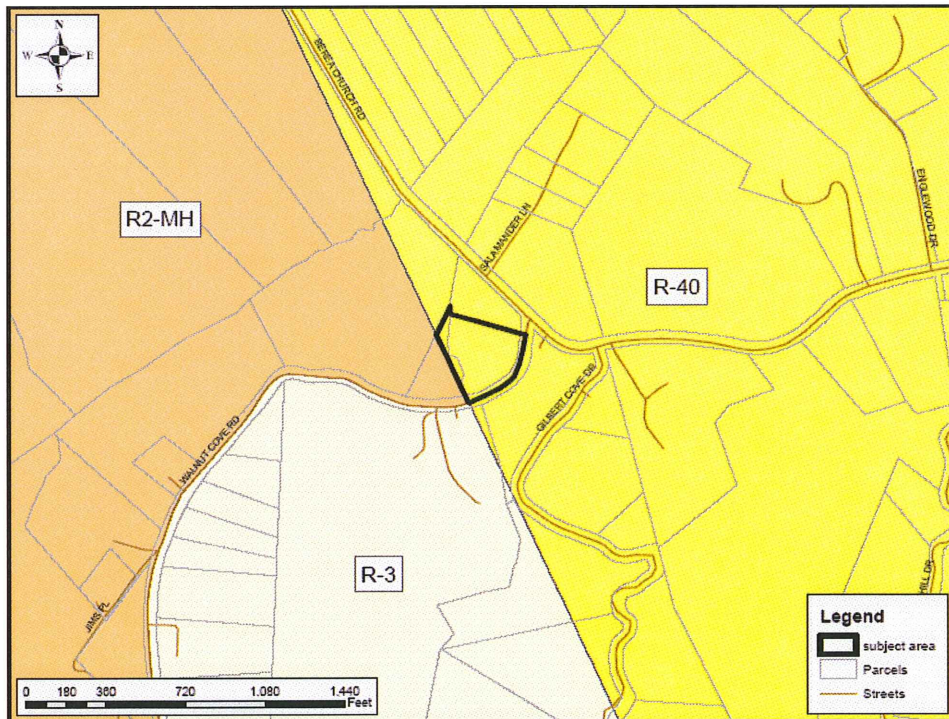 N
W E
S
BEREA CHURCH RD
R2-MH
SALAMANDER LN
ENGLEWOOD DR
R-40
GILBERT COVE DR
WALNUT COVE RD
R-3
JIMS PL
HILL DR
Legend
subject area
Parcels
Streets
0 180 360 720 1,080 1,440
Feet